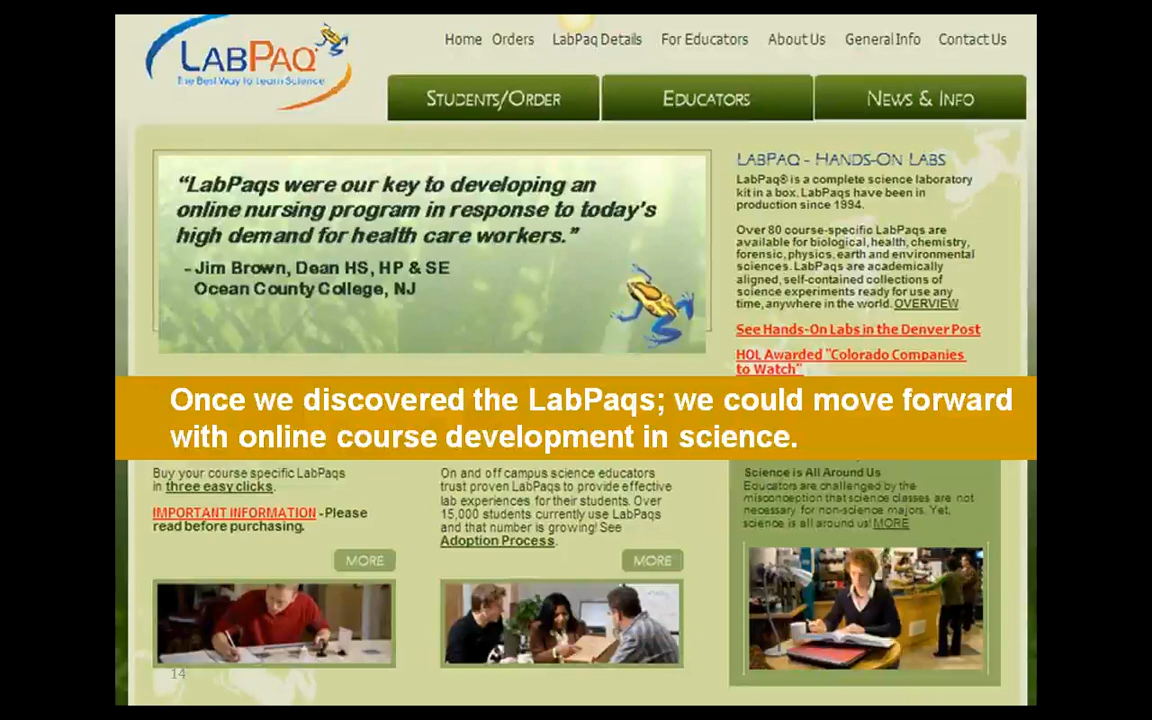 LABPAQ
The Best Way to Learn Science
Home Orders LabPaq Details For Educators About Us General Info Contact Us
STUDENTS/ORDER EDUCATORS NEWS & INFO
“LabPaqs were our key to developing an
online nursing program in response to today’s
high demand for health care workers.”
- Jim Brown, Dean HS, HP & SE
Ocean County College, NJ
LABPAQ - HANDS-ON LABS
LabPaq® is a complete science laboratory
kit in a box. LabPaqs have been in
production since 1994.
Over 80 course-specific LabPaqs are
available for biological, health, chemistry,
forensic, physics, earth and environmental
sciences. LabPaqs are academically
aligned, self-contained collections of
science experiments ready for use any
time, anywhere in the world. OVERVIEW
See Hands-On Labs in the Denver Post
HOL Awarded "Colorado Companies
to Watch"
Once we discovered the LabPaqs; we could move forward
with online course development in science.
Buy your course specific LabPaqs
in three easy clicks.
IMPORTANT INFORMATION - Please
read before purchasing.
MORE
On and off campus science educators
trust proven LabPaqs to provide effective
lab experiences for their students. Over
15,000 students currently use LabPaqs
and that number is growing! See
Adoption Process.
MORE
Science is All Around Us
Educators are challenged by the
misconception that science classes are not
necessary for non-science majors. Yet,
science is all around us! MORE
14